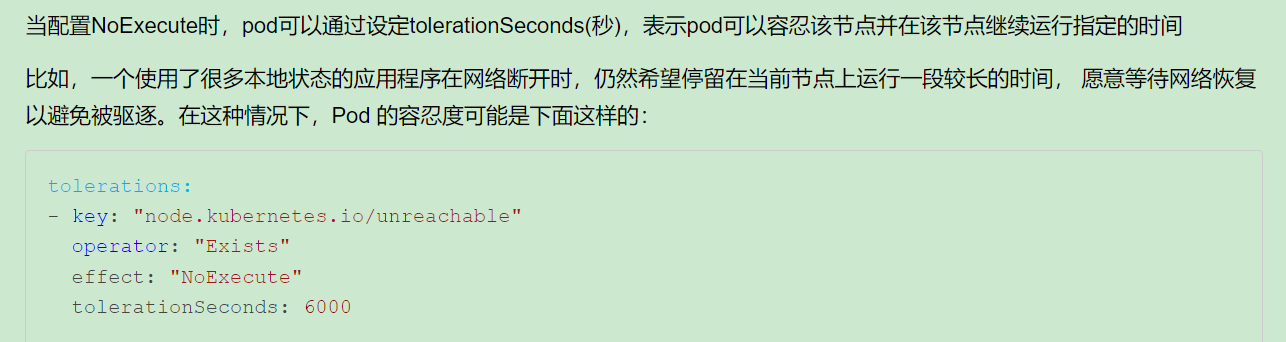 当配置NoExecute时，pod可以通过设定tolerationSeconds(秒)，表示pod可以容忍该节点并在该节点继续运行指定的时间
比如，一个使用了很多本地状态的应用程序在网络断开时，仍然希望停留在当前节点上运行一段较长的时间， 愿意等待网络恢复
以避免被驱逐。在这种情况下，Pod 的容忍度可能是下面这样的：
tolerations:
- key: "node.kubernetes.io/unreachable"
  operator: "Exists"
  effect: "NoExecute"
  tolerationSeconds: 6000